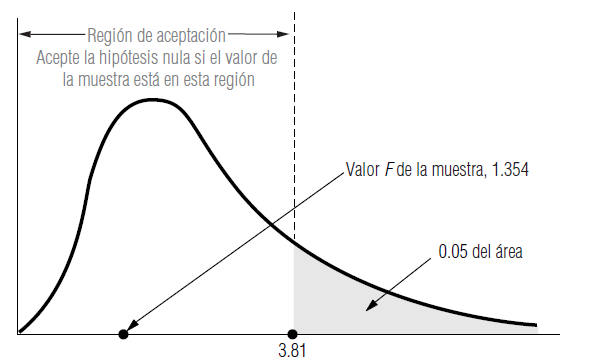 Región de aceptación
Acepte la hipótesis nula si el valor de
la muestra está en esta región
Valor F de la muestra, 1.354
0.05 del área
3.81